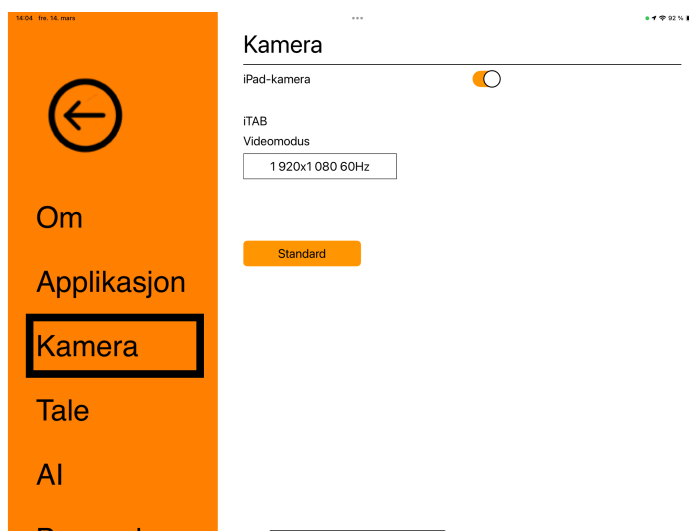 14:04 fre. 14. mars
92 %
Kamera
iPad-kamera
iTAB
Videomodus
1 920x1 080 60Hz
Standard
Om
Applikasjon
Kamera
Tale
AI